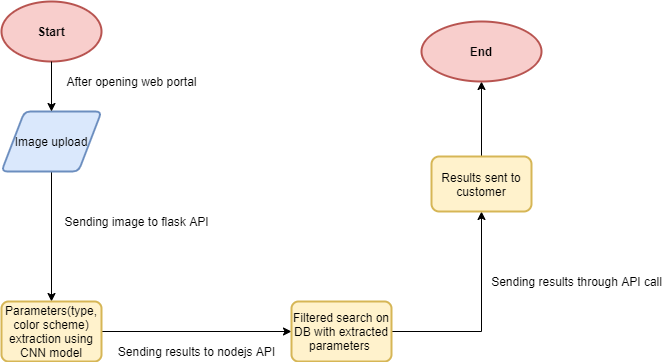 Start
After opening web portal
Image upload
Sending image to flask API
Parameters(type,
color scheme)
extraction using
CNN model
Sending results to nodejs API
Filtered search on
DB with extracted
parameters
Sending results through API call
Results sent to
customer
End